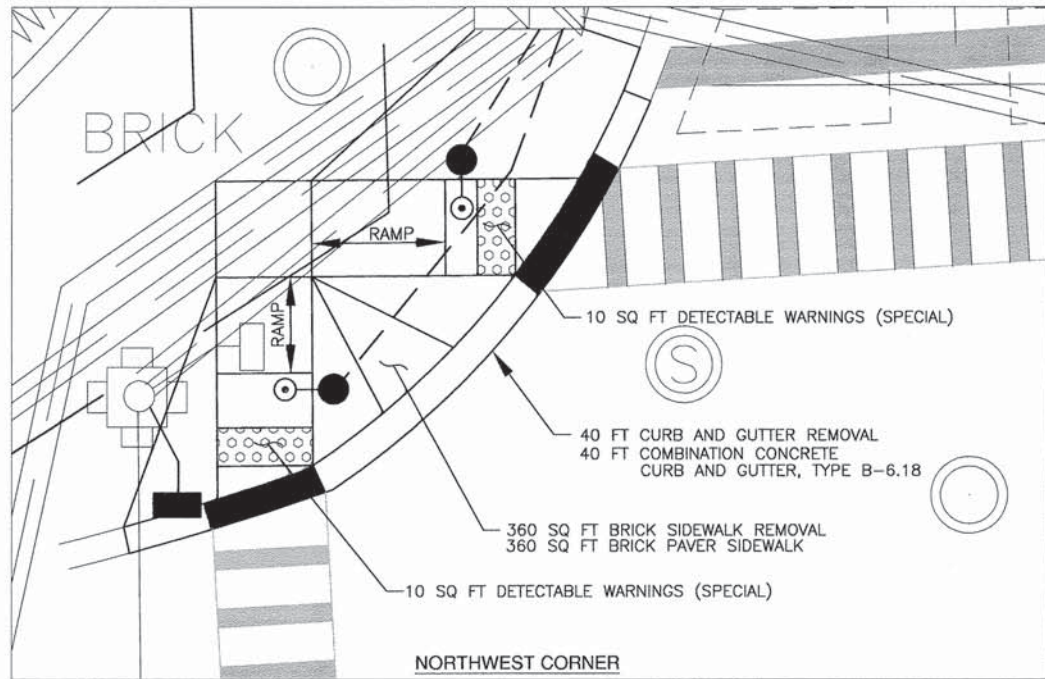 BRICK
RAMP
RAMP
10 SQ FT DETECTABLE WARNINGS (SPECIAL)
S
40 FT CURB AND GUTTER REMOVAL
40 FT COMBINATION CONCRETE
CURB AND GUTTER, TYPE B-6.18
360 SQ FT BRICK SIDEWALK REMOVAL
360 SQ FT BRICK PAVER SIDEWALK
10 SQ FT DETECTABLE WARNINGS (SPECIAL)
NORTHWEST CORNER